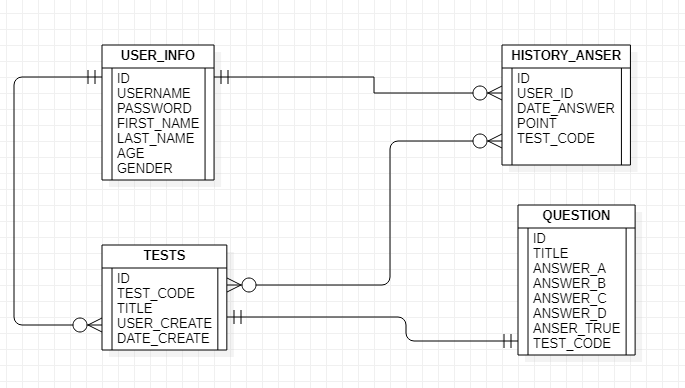 USER_INFO
ID
USERNAME
PASSWORD
FIRST_NAME
LAST_NAME
AGE
GENDER
HISTORY_ANSER
ID
USER_ID
DATE_ANSWER
POINT
TEST_CODE
TESTS
ID
TEST_CODE
TITLE
USER_CREATE
DATE_CREATE
QUESTION
ID
TITLE
ANSWER_A
ANSWER_B
ANSWER_C
ANSWER_D
ANSER_TRUE
TEST_CODE